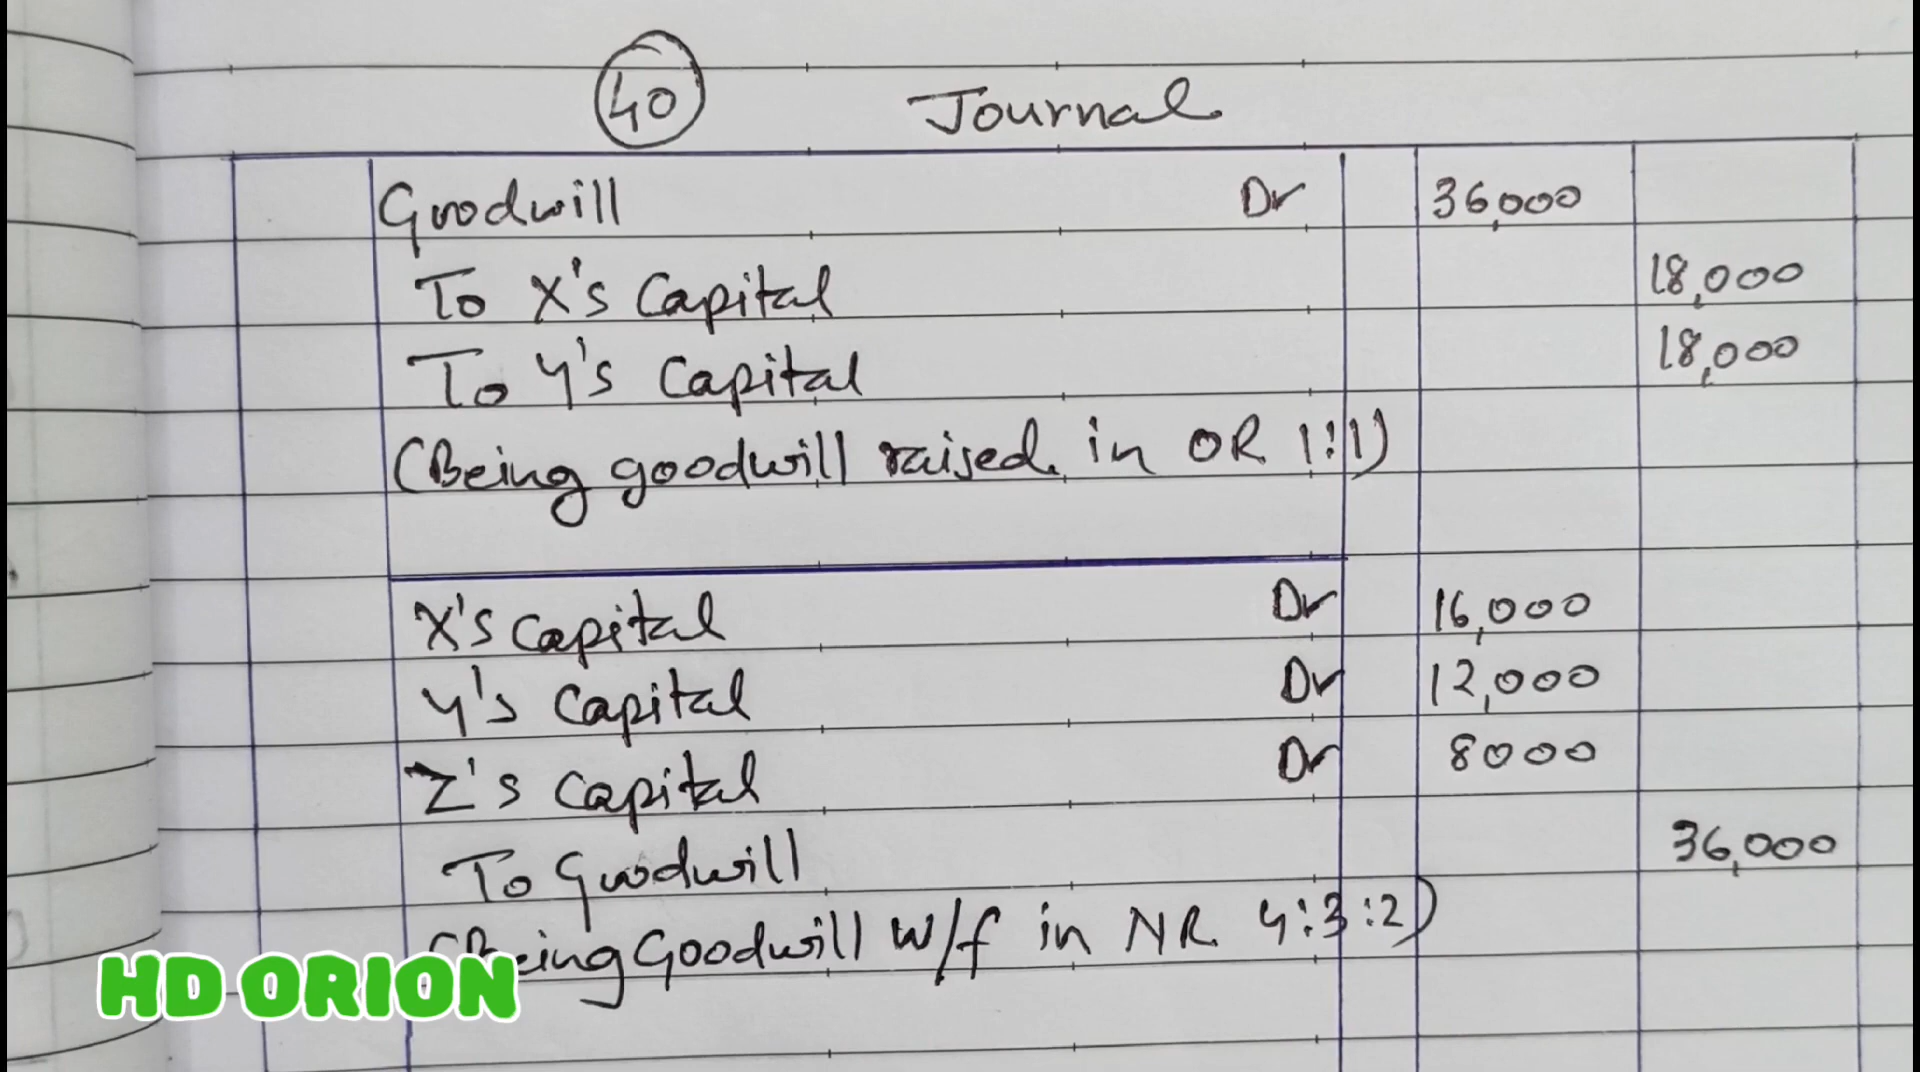 40 Journal
Goodwill Dr 36,000
To X's Capital 18,000
To Y's Capital 18,000
(Being goodwill raised in OR 1:1)
X's Capital Dr 16,000
Y's Capital Dr 12,000
Z's Capital Dr 8000
To Goodwill 36,000
(Being Goodwill W/f in NR 4:3:2)
HD ORION